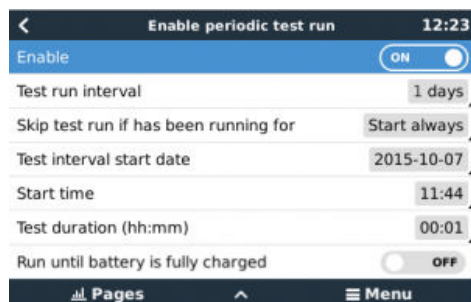 Enable periodic test run 12:23
Enable ON
Test run interval 1 days
Skip test run if has been running for Start always
Test interval start date 2015-10-07
Start time 11:44
Test duration (hh:mm) 00:01
Run until battery is fully charged OFF
Pages Menu